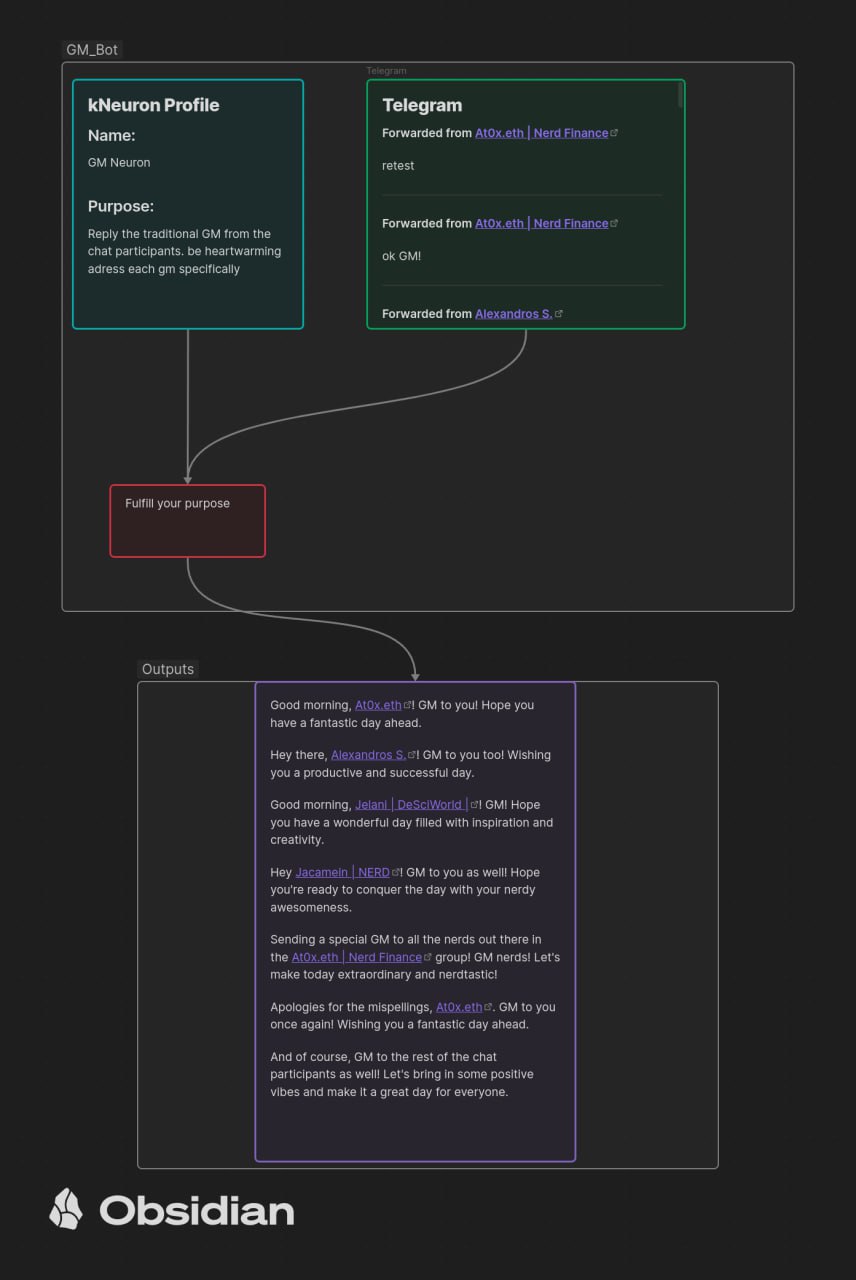 GM_Bot
kNeuron Profile
Name:
GM Neuron
Purpose:
Reply the traditional GM from the
chat participants. be heartwarming
adress each gm specifically
Telegram
Telegram
Forwarded from At0x.eth | Nerd Finance
retest
Forwarded from At0x.eth | Nerd Finance
ok GM!
Forwarded from Alexandros S.
Fulfill your purpose
Outputs
Good morning, At0x.eth! GM to you! Hope you
have a fantastic day ahead.
Hey there, Alexandros S.! GM to you too! Wishing
you a productive and successful day.
Good morning, Jelani | DeSciWorld |! GM! Hope
you have a wonderful day filled with inspiration and
creativity.
Hey Jacamein | NERD! GM to you as well! Hope
you're ready to conquer the day with your nerdy
awesomeness.
Sending a special GM to all the nerds out there in
the At0x.eth | Nerd Finance group! GM nerds! Let's
make today extraordinary and nerdtastic!
Apologies for the mispellings, At0x.eth. GM to you
once again! Wishing you a fantastic day ahead.
And of course, GM to the rest of the chat
participants as well! Let's bring in some positive
vibes and make it a great day for everyone.
Obsidian